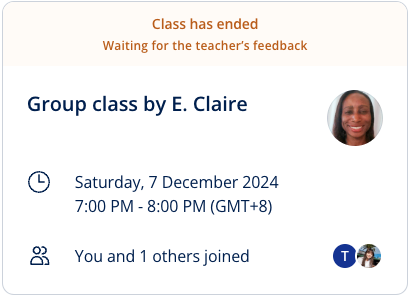 Class has ended
Waiting for the teacher's feedback
Group class by E. Claire
Saturday, 7 December 2024
7:00 PM - 8:00 PM (GMT+8)
You and 1 others joined
T